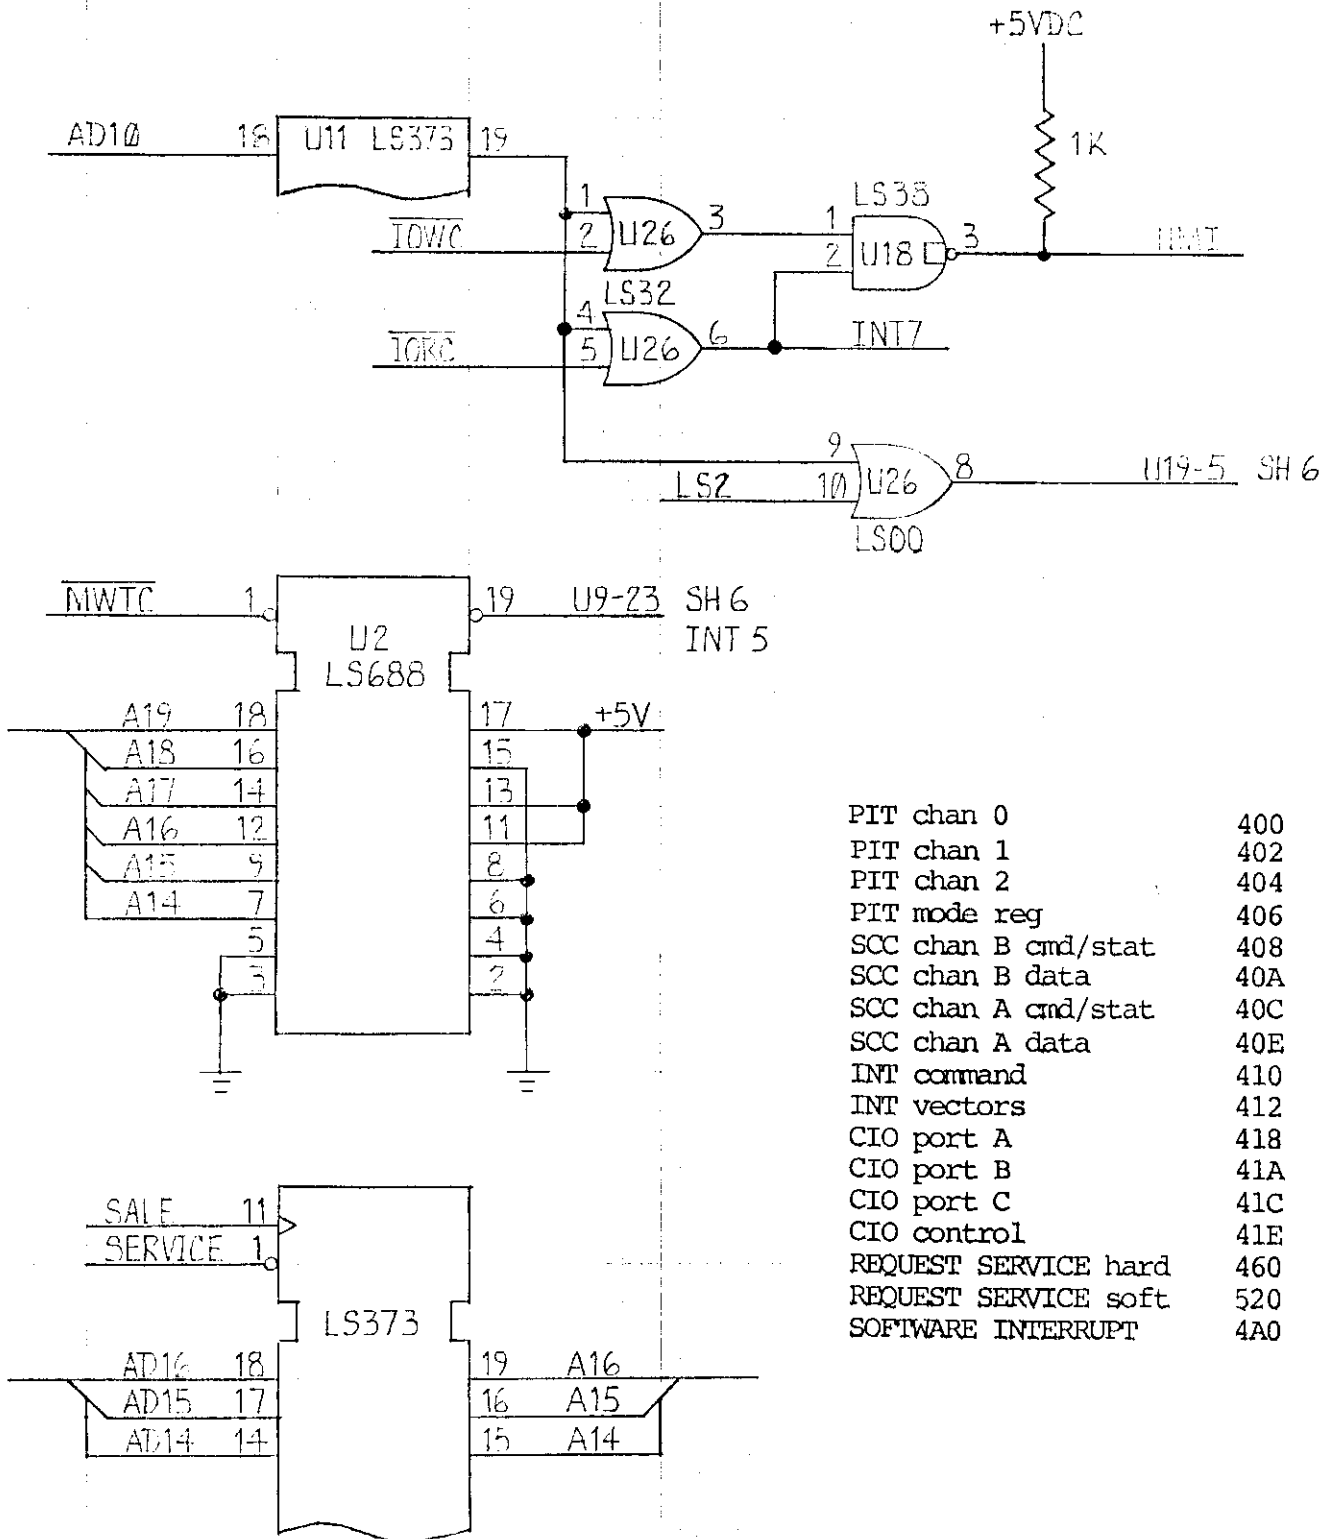 +5VDC
AD10 18 U11 LS373 19
1K
LS38
1 3 1
IOWC 2 U26 2 U18 3 NMI
LS32
4
IORC 5 U26 6 INT7
9
LS2 10 U26 8 U19-5 SH 6
LS00
MWTC 1 19 U9-23 SH 6
INT 5
U2
LS688
A19 18 17 +5V
A18 16 15
A17 14 13
A16 12 11
A15 9 8
A14 7 6
5 4
3 2
PIT chan 0 400
PIT chan 1 402
PIT chan 2 404
PIT mode reg 406
SCC chan B cmd/stat 408
SCC chan B data 40A
SCC chan A cmd/stat 40C
SCC chan A data 40E
INT command 410
INT vectors 412
CIO port A 418
CIO port B 41A
CIO port C 41C
CIO control 41E
REQUEST SERVICE hard 460
REQUEST SERVICE soft 520
SOFTWARE INTERRUPT 4A0
SALE 11
SERVICE 1
LS373
AD16 18 19 A16
AD15 17 16 A15
AD14 14 15 A14